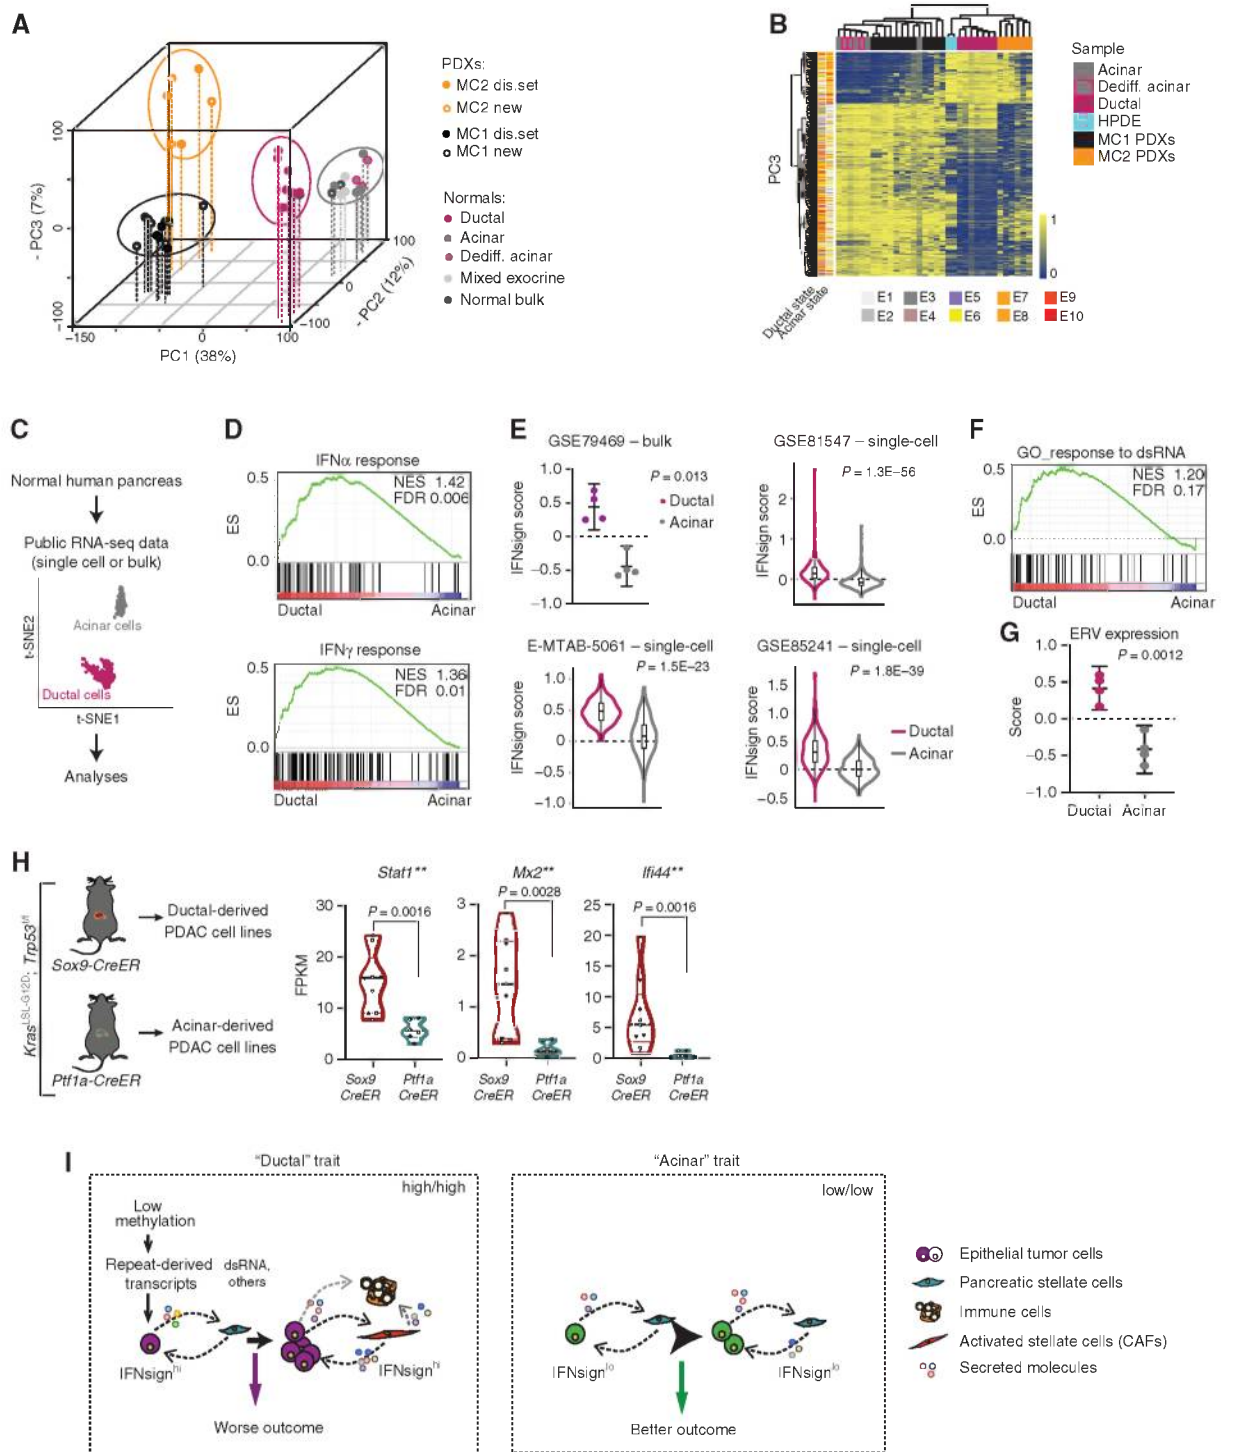 A
100
0
−100
- PC3 (7%)
−150
0
100
PC1 (38%)
−100
0
100
- PC2 (12%)
PDXs:
MC2 dis.set
MC2 new
MC1 dis.set
MC1 new
Normals:
Ductal
Acinar
Dediff. acinar
Mixed exocrine
Normal bulk
B
PC3
Ductal state
Acinar state
1
0
Sample
Acinar
Dediff. acinar
Ductal
HPDE
MC1 PDXs
MC2 PDXs
E1 E3 E5 E7 E9
E2 E4 E6 E8 E10
C
Normal human pancreas
Public RNA-seq data
(single cell or bulk)
t-SNE2
Acinar cells
Ductal cells
t-SNE1
Analyses
D
IFNα response
NES 1.42
FDR 0.006
0.5
0.0
ES
Ductal Acinar
IFNγ response
NES 1.36
FDR 0.01
0.5
0.0
ES
Ductal Acinar
E
GSE79469 – bulk
P = 0.013
Ductal
Acinar
IFNsign score
1.0
0.5
0
−0.5
−1.0
GSE81547 – single-cell
P = 1.3E–56
IFNsign score
2
1
0
E-MTAB-5061 – single-cell
P = 1.5E–23
IFNsign score
1.0
0.5
0
−0.5
−1.0
GSE85241 – single-cell
P = 1.8E–39
IFNsign score
1.5
1.0
0.5
0
−0.5
Ductal
Acinar
F
GO_response to dsRNA
NES 1.20
FDR 0.17
0.5
0.0
ES
Ductal Acinar
G
ERV expression
P = 0.0012
Score
1.0
0.5
0.0
−0.5
−1.0
Ductal Acinar
H
Kras LSL-G12D; Trp53 f/f
Sox9-CreER
Ductal-derived
PDAC cell lines
Ptf1a-CreER
Acinar-derived
PDAC cell lines
Stat1**
P = 0.0016
FPKM
30
20
10
0
Sox9 Ptf1a
CreER CreER
Mx2**
P = 0.0028
3
2
1
0
Sox9 Ptf1a
CreER CreER
Ifi44**
P = 0.0016
25
20
15
10
5
0
Sox9 Ptf1a
CreER CreER
I
“Ductal” trait
high/high
Low
methylation
Repeat-derived
transcripts
dsRNA,
others
IFNsign hi
IFNsign hi
Worse outcome
“Acinar” trait
low/low
IFNsign lo
IFNsign lo
Better outcome
Epithelial tumor cells
Pancreatic stellate cells
Immune cells
Activated stellate cells (CAFs)
Secreted molecules